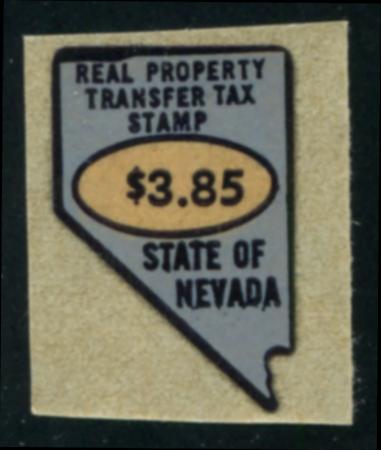 REAL PROPERTY
TRANSFER TAX
STAMP
$3.85
STATE OF
NEVADA